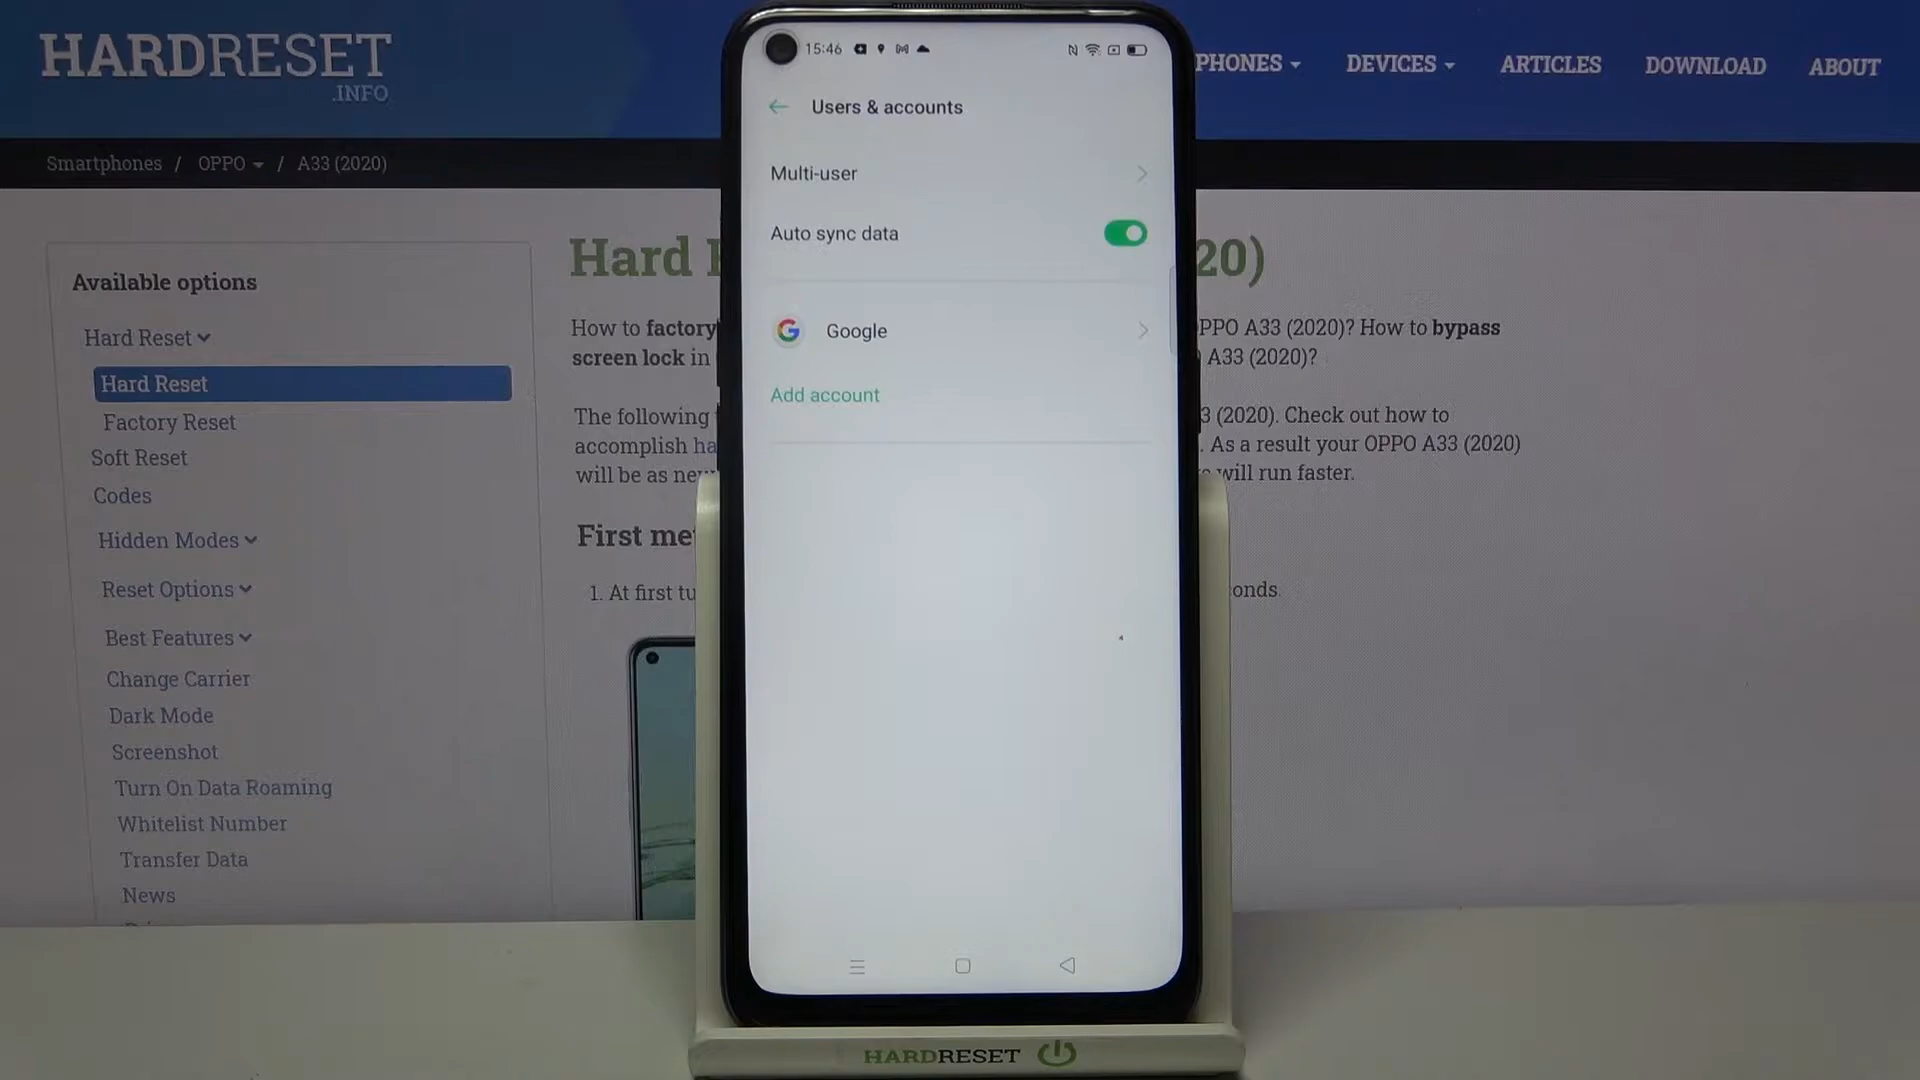 HARDRESET
.INFO
PHONES
DEVICES
ARTICLES
DOWNLOAD
ABOUT
Smartphones / OPPO / A33 (2020)
Available options
Hard Reset
Hard Reset
Factory Reset
Soft Reset
Codes
Hidden Modes
Reset Options
Best Features
Change Carrier
Dark Mode
Screenshot
Turn On Data Roaming
Whitelist Number
Transfer Data
News
Hard
20)
How to factory
PPO A33 (2020)? How to bypass
screen lock in
A33 (2020)?
The following
3 (2020). Check out how to
accomplish ha
. As a result your OPPO A33 (2020)
will be as new
will run faster.
First me
1. At first tu
onds.
15:46
Users & accounts
Multi-user
Auto sync data
Google
Add account
HARDRESET